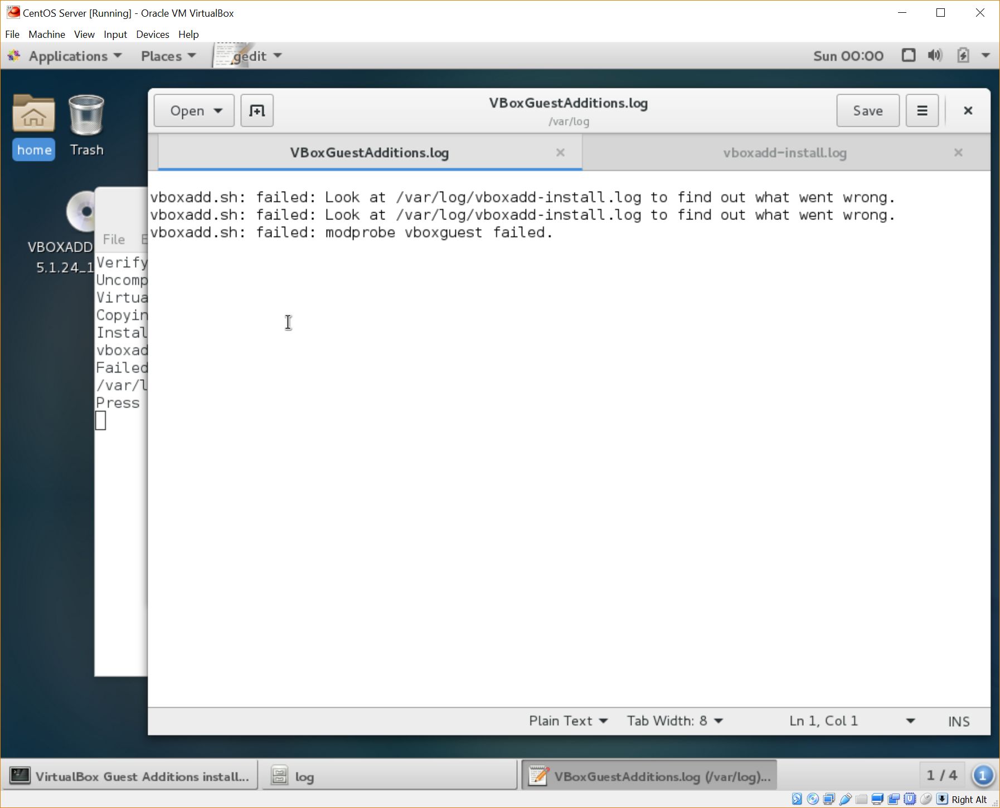 CentOS Server [Running] - Oracle VM VirtualBox
File Machine View Input Devices Help
Applications Places gedit Sun 00:00
home Trash
VBOXADD
5.1.24_1
Open VBoxGuestAdditions.log Save
/var/log
VBoxGuestAdditions.log vboxadd-install.log
vboxadd.sh: failed: Look at /var/log/vboxadd-install.log to find out what went wrong.
vboxadd.sh: failed: Look at /var/log/vboxadd-install.log to find out what went wrong.
vboxadd.sh: failed: modprobe vboxguest failed.
File E
Verify
Uncomp
Virtua
Copyin
Instal
vboxad
Failed
/var/l
Press
Plain Text Tab Width: 8 Ln 1, Col 1 INS
VirtualBox Guest Additions install... log VBoxGuestAdditions.log (/var/log)... 1 / 4 1
Right Alt